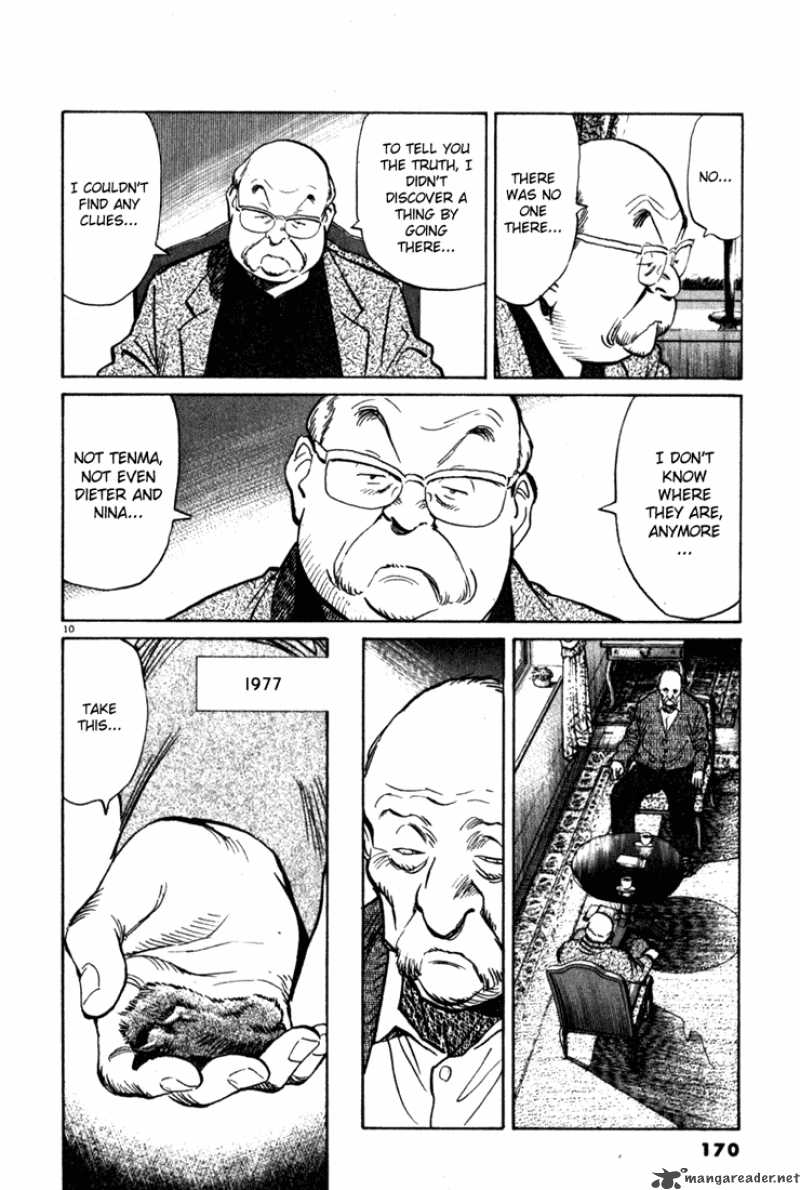 NO...
THERE
WAS NO
ONE
THERE...
TO TELL YOU
THE TRUTH, I
DIDN'T
DISCOVER A
THING BY
GOING
THERE...
I COULDN'T
FIND ANY
CLUES...
I DON'T
KNOW
WHERE
THEY ARE,
ANYMORE
...
NOT TENMA,
NOT EVEN
DIETER AND
NINA...
10
1977
TAKE
THIS...
170
mangareader.net